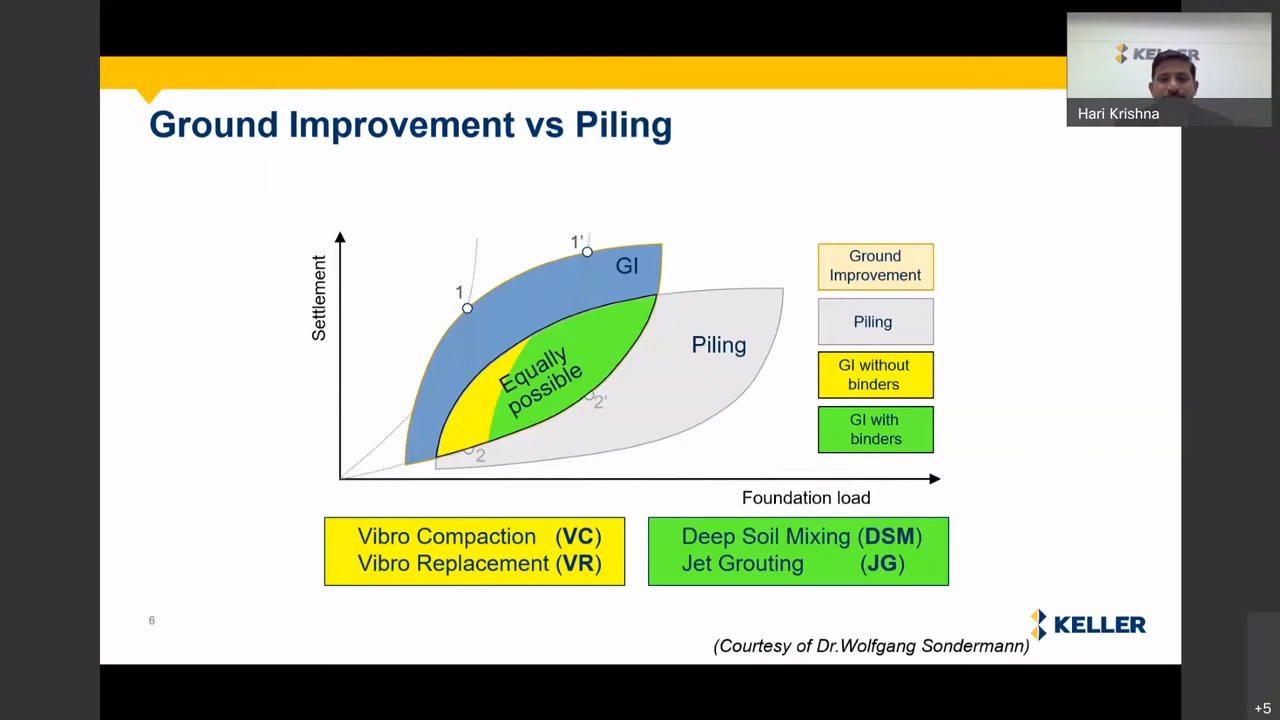 KELLER
Hari Krishna
Ground Improvement vs Piling
Settlement
1
1’
GI
Equally
possible
2
2’
Piling
Foundation load
Ground
Improvement
Piling
GI without
binders
GI with
binders
Vibro Compaction (VC)
Vibro Replacement (VR)
Deep Soil Mixing (DSM)
Jet Grouting (JG)
6
KELLER
(Courtesy of Dr.Wolfgang Sondermann)
+5